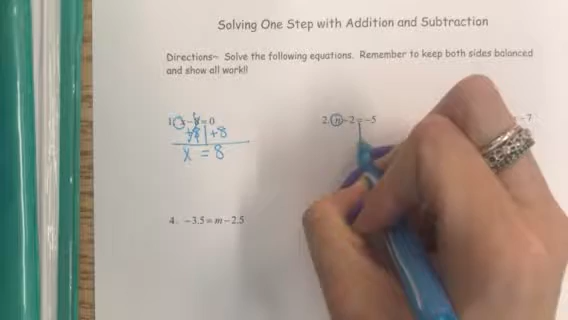 Solving One Step with Addition and Subtraction
Directions~ Solve the following equations. Remember to keep both sides balanced
and show all work!!
1. x-8=0
+8 +8
x = 8
2. n-2=-5
-7
4. -3.5=m-2.5